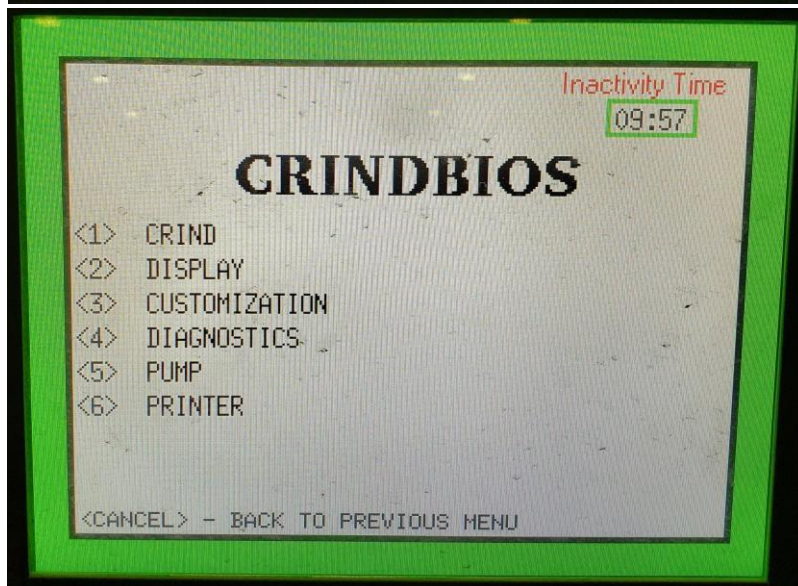 Inactivity Time
09:57
CRINDBIOS
<1> CRIND
<2> DISPLAY
<3> CUSTOMIZATION
<4> DIAGNOSTICS
<5> PUMP
<6> PRINTER
<CANCEL> - BACK TO PREVIOUS MENU